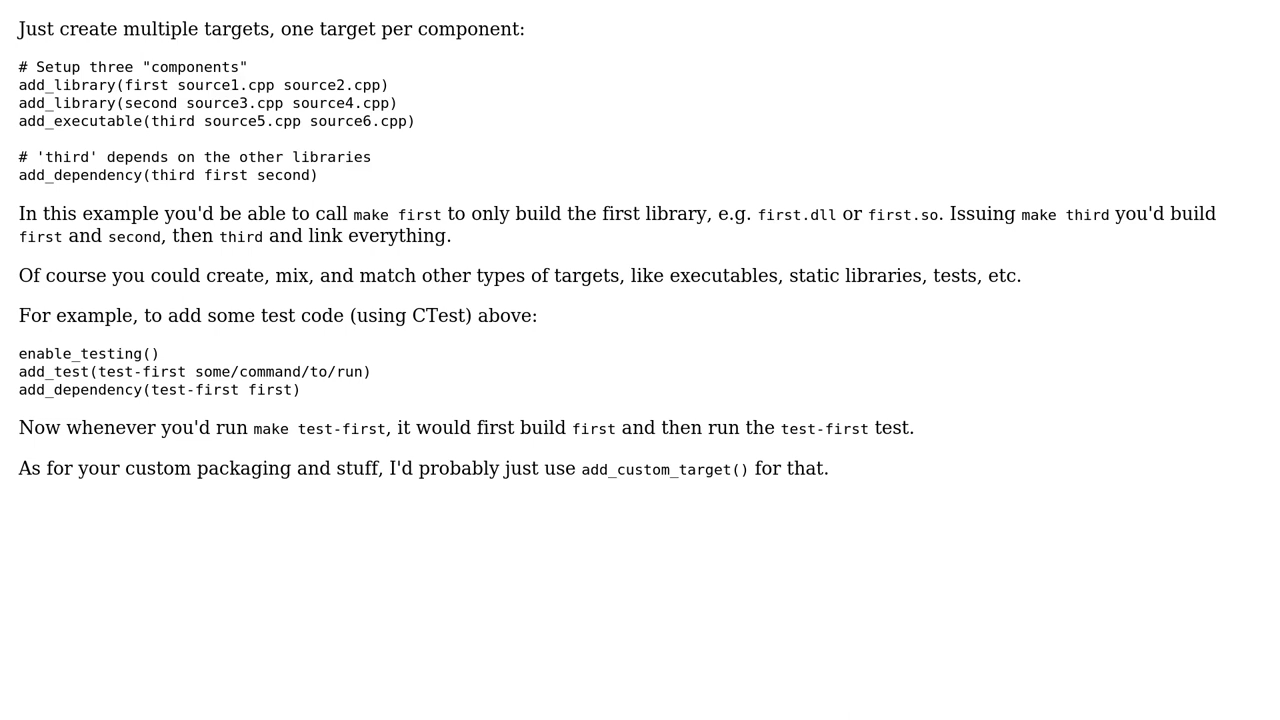 Just create multiple targets, one target per component:
# Setup three "components"
add_library(first source1.cpp source2.cpp)
add_library(second source3.cpp source4.cpp)
add_executable(third source5.cpp source6.cpp)
# 'third' depends on the other libraries
add_dependency(third first second)
In this example you'd be able to call make first to only build the first library, e.g. first.dll or first.so. Issuing make third you'd build
first and second, then third and link everything.
Of course you could create, mix, and match other types of targets, like executables, static libraries, tests, etc.
For example, to add some test code (using CTest) above:
enable_testing()
add_test(test-first some/command/to/run)
add_dependency(test-first first)
Now whenever you'd run make test-first, it would first build first and then run the test-first test.
As for your custom packaging and stuff, I'd probably just use add_custom_target() for that.